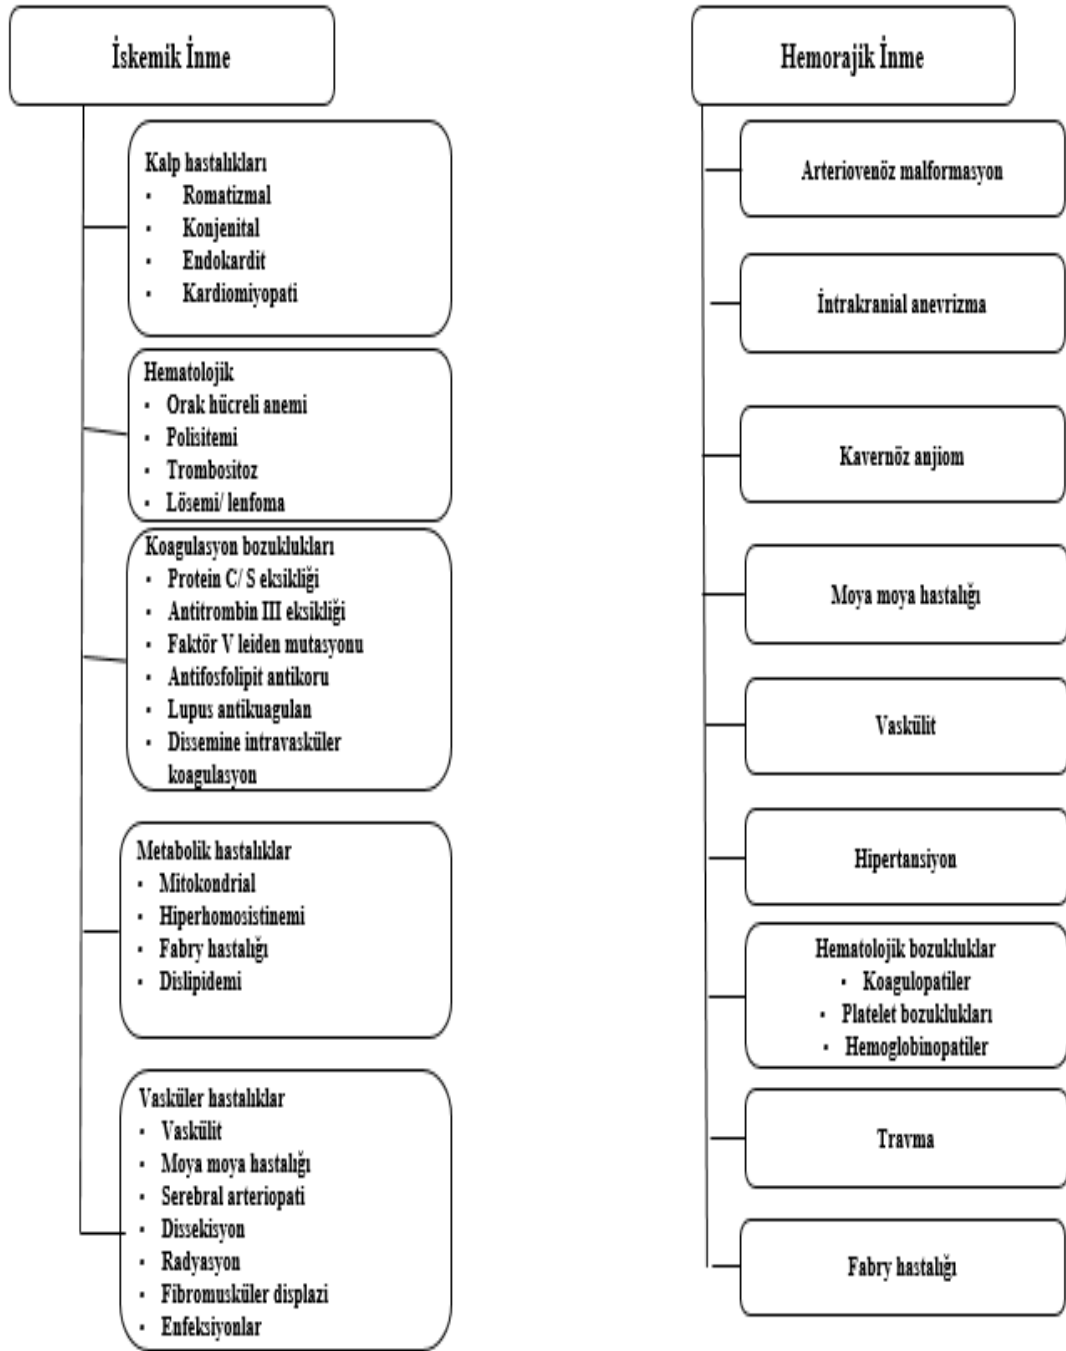 İskemik İnme
Kalp hastalıkları
▪ Romatizmal
▪ Konjenital
▪ Endokardit
▪ Kardiomiyopati
Hematolojik
▪ Orak hücreli anemi
▪ Polisitemi
▪ Trombositoz
▪ Lösemi/ lenfoma
Koagulasyon bozuklukları
▪ Protein C/ S eksikliği
▪ Antitrombin III eksikliği
▪ Faktör V leiden mutasyonu
▪ Antifosfolipit antikoru
▪ Lupus antikuagulan
▪ Dissemine intravasküler
koagulasyon
Metabolik hastalıklar
▪ Mitokondrial
▪ Hiperhomosistinemi
▪ Fabry hastalığı
▪ Dislipidemi
Vasküler hastalıklar
▪ Vaskülit
▪ Moya moya hastalığı
▪ Serebral arteriopati
▪ Dissekisyon
▪ Radyasyon
▪ Fibromusküler displazi
▪ Enfeksiyonlar
Hemorajik İnme
Arteriovenöz malformasyon
İntrakranial anevrizma
Kavernöz anjiom
Moya moya hastalığı
Vaskülit
Hipertansiyon
Hematolojik bozukluklar
▪ Koagulopatiler
▪ Platelet bozuklukları
▪ Hemoglobinopatiler
Travma
Fabry hastalığı